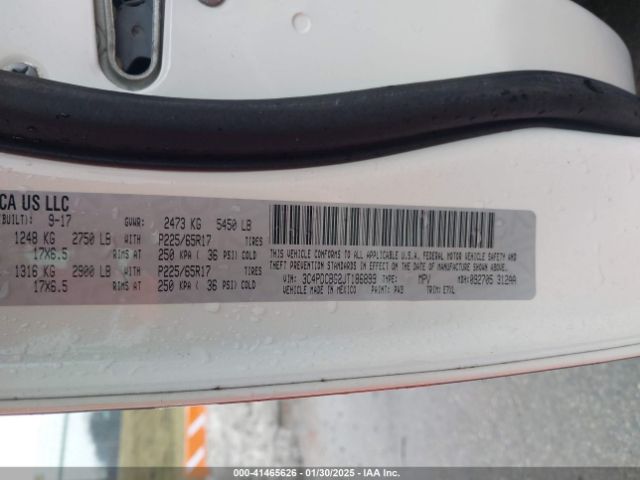 CA US LLC
(BUILT): 9-17 GVWR: 2473 KG 5450 LB
1248 KG 2750 LB WITH P225/65R17 TIRES
17X6.5 RIMS AT 250 KPA ( 36 PSI) COLD
1316 KG 2900 LB WITH P225/65R17 TIRES
17X6.5 RIMS AT 250 KPA ( 36 PSI) COLD
THIS VEHICLE CONFORMS TO ALL APPLICABLE U.S.A. FEDERAL MOTOR VEHICLE SAFETY AND
THEFT PREVENTION STANDARDS IN EFFECT ON THE DATE OF MANUFACTURE SHOWN ABOVE.
VIN: 3C4PDCBG2JT186899 TYPE: MPV MDH: 092705 312AA
VEHICLE MADE IN MEXICO PAINT: PW3 TRIM: E7XL
000-41465626 - 01/30/2025 - IAA Inc.